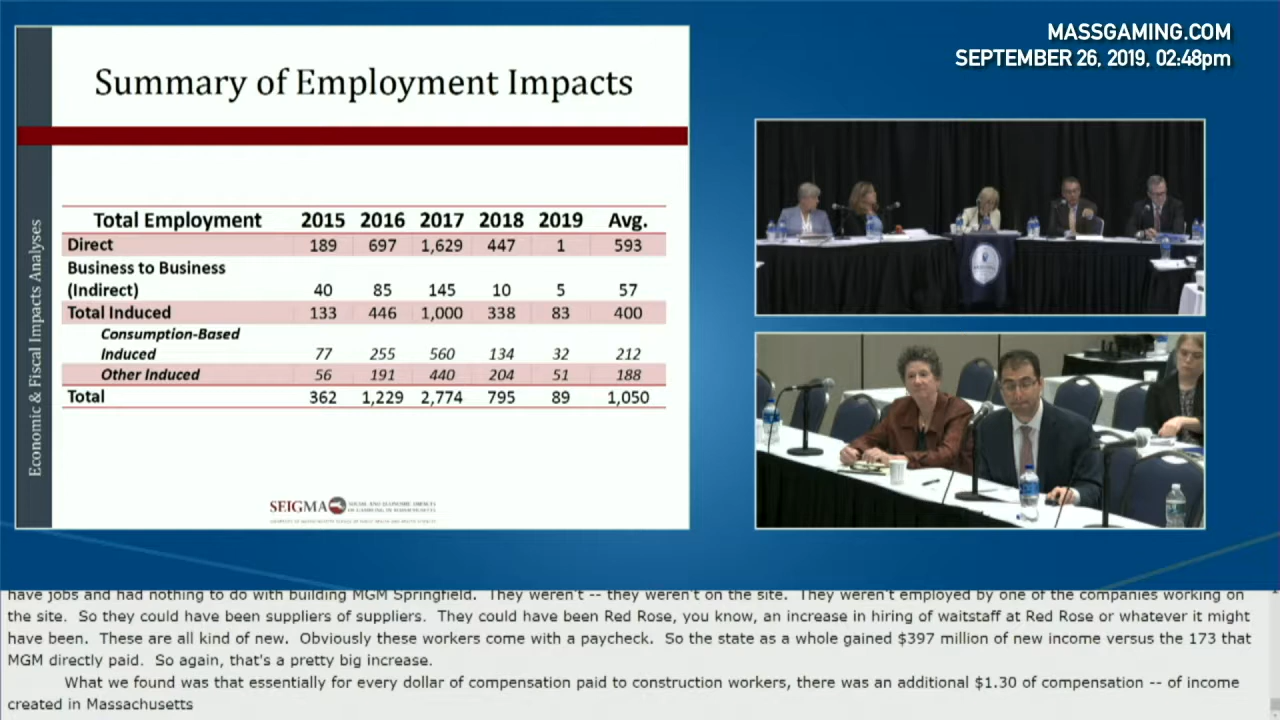 MASSGAMING.COM
SEPTEMBER 26, 2019, 02:48pm
Summary of Employment Impacts
Economic & Fiscal Impacts Analyses
Total Employment 2015 2016 2017 2018 2019 Avg.
Direct 189 697 1,629 447 1 593
Business to Business
(Indirect) 40 85 145 10 5 57
Total Induced 133 446 1,000 338 83 400
Consumption-Based
Induced 77 255 560 134 32 212
Other Induced 56 191 440 204 51 188
Total 362 1,229 2,774 795 89 1,050
SEIGMA SOCIAL AND ECONOMIC IMPACTS
OF GAMBLING IN MASSACHUSETTS
have jobs and had nothing to do with building MGM Springfield. They weren't -- they weren't on the site. They weren't employed by one of the companies working on
the site. So they could have been suppliers of suppliers. They could have been Red Rose, you know, an increase in hiring of waitstaff at Red Rose or whatever it might
have been. These are all kind of new. Obviously these workers come with a paycheck. So the state as a whole gained $397 million of new income versus the 173 that
MGM directly paid. So again, that's a pretty big increase.
What we found was that essentially for every dollar of compensation paid to construction workers, there was an additional $1.30 of compensation -- of income
created in Massachusetts